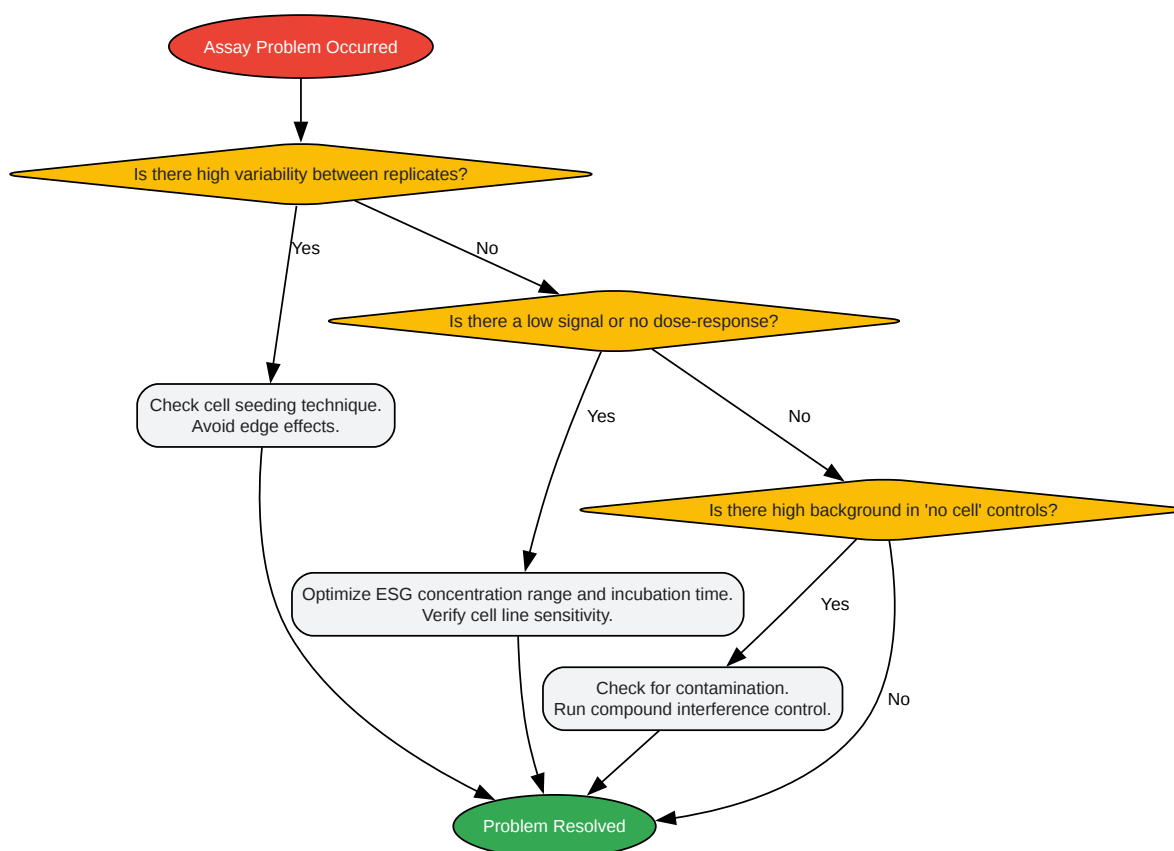 Assay Problem Occurred
Is there high variability between replicates?
Yes
No
Is there a low signal or no dose-response?
Check cell seeding technique.
Avoid edge effects.
Yes
No
Is there high background in 'no cell' controls?
Optimize ESG concentration range and incubation time.
Verify cell line sensitivity.
Yes
Check for contamination.
Run compound interference control.
No
Problem Resolved